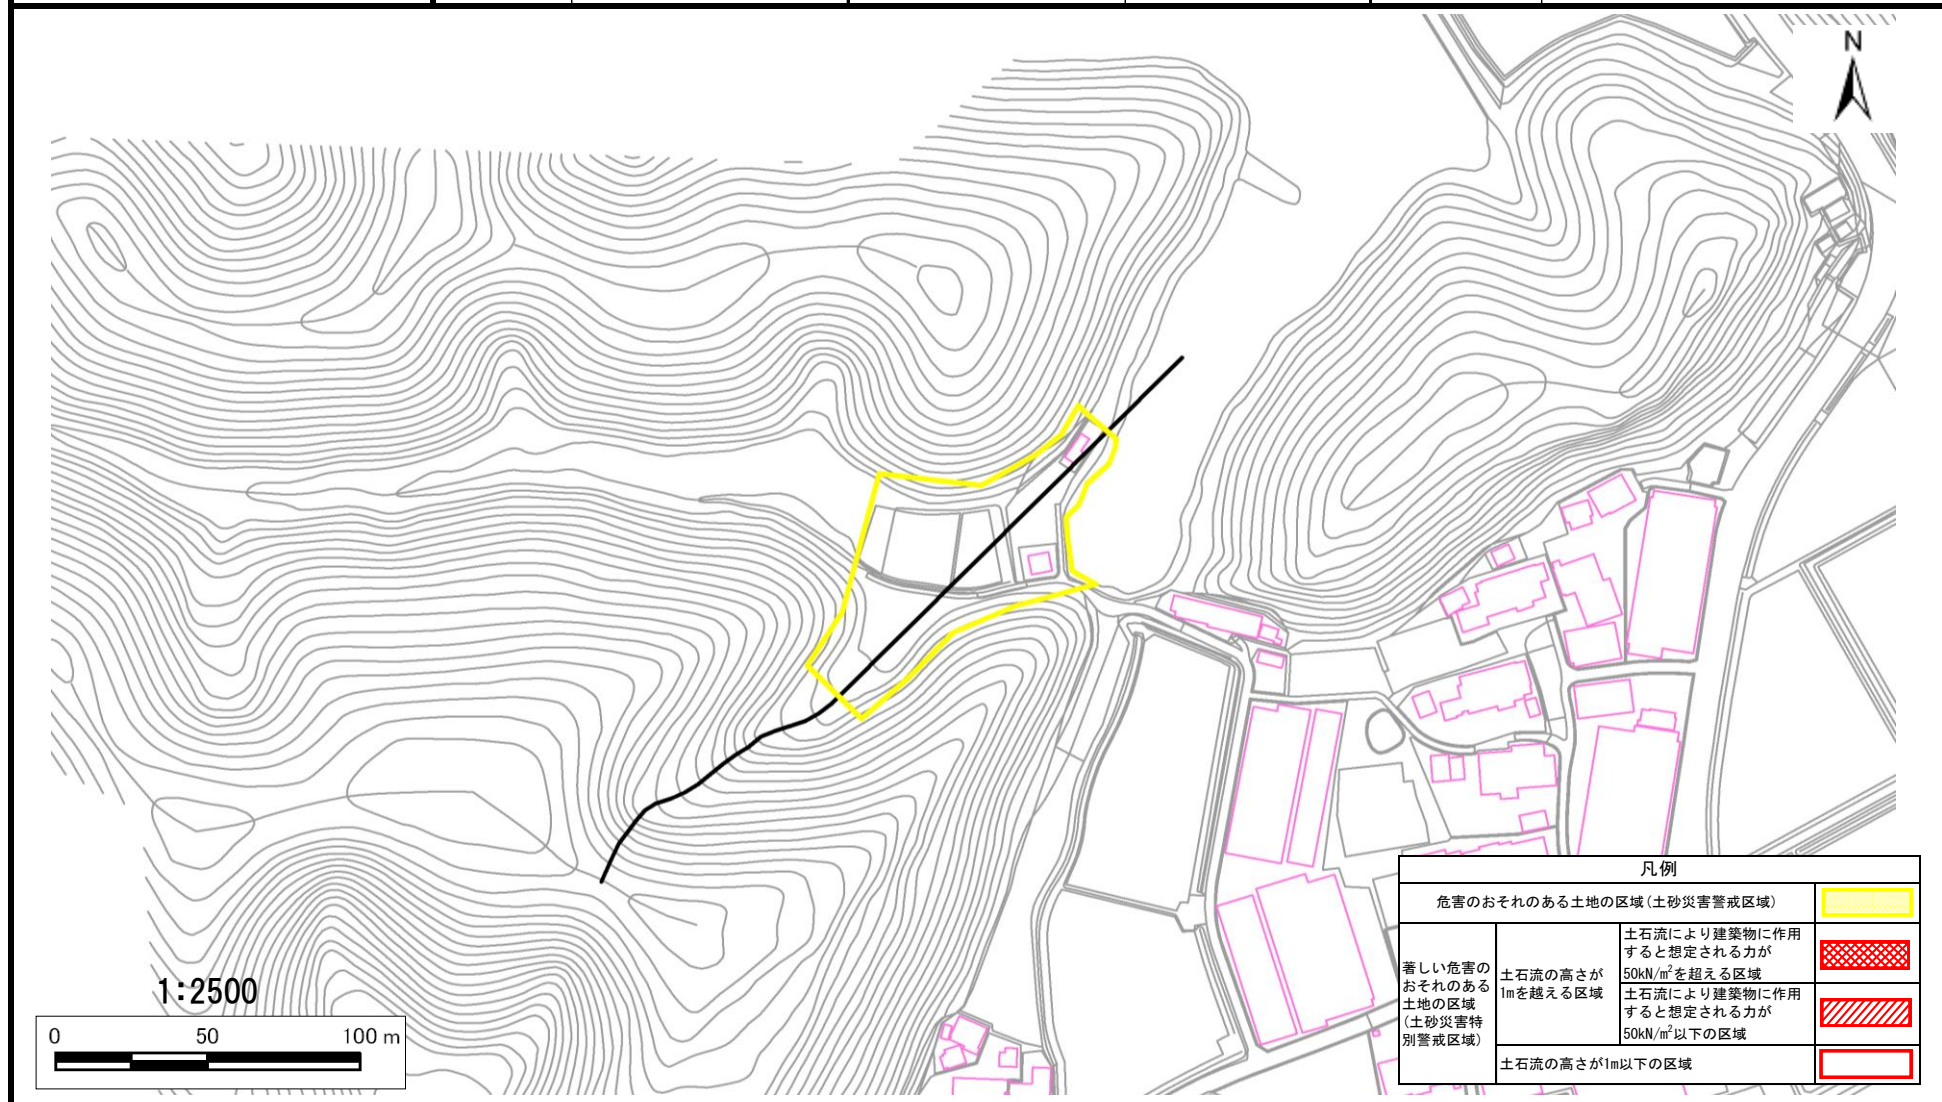 N
凡例
危害のおそれのある土地の区域(土砂災害警戒区域)
著しい危害の
おそれのある
土地の区域
(土砂災害特
別警戒区域)
土石流の高さが
1mを越える区域
土石流により建築物に作用
すると想定される力が
50kN/m²を超える区域
土石流により建築物に作用
すると想定される力が
50kN/m²以下の区域
土石流の高さが1m以下の区域
1:2500
0 50 100 m